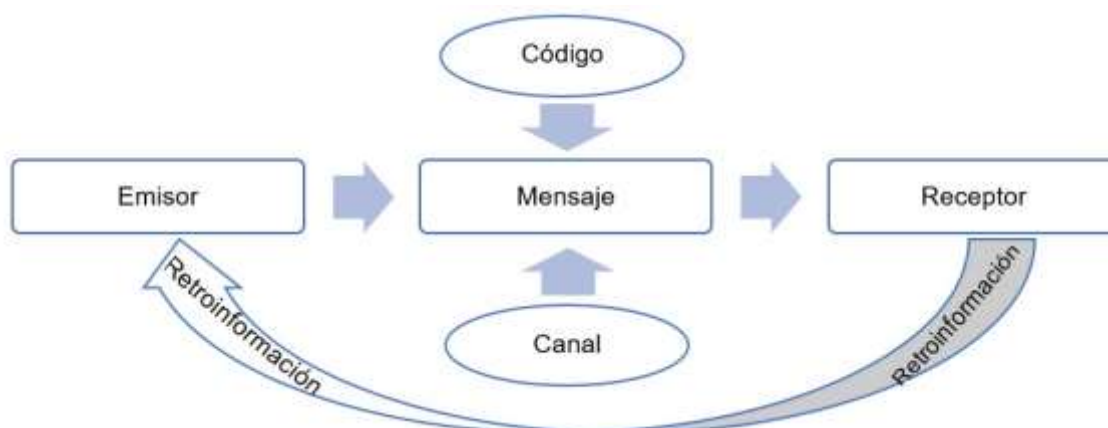 Código
Emisor
Mensaje
Receptor
Canal
Retroinformación
Retroinformación